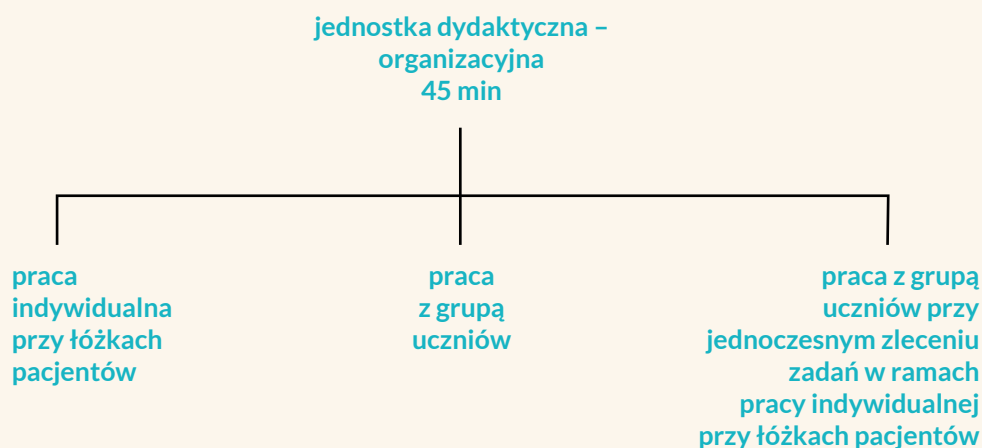 jednostka dydaktyczna –
organizacyjna
45 min
praca
indywidualna
przy łóżkach
pacjentów
praca
z grupą
uczniów
praca z grupą
uczniów przy
jednoczesnym zleceniu
zadań w ramach
pracy indywidualnej
przy łóżkach pacjentów